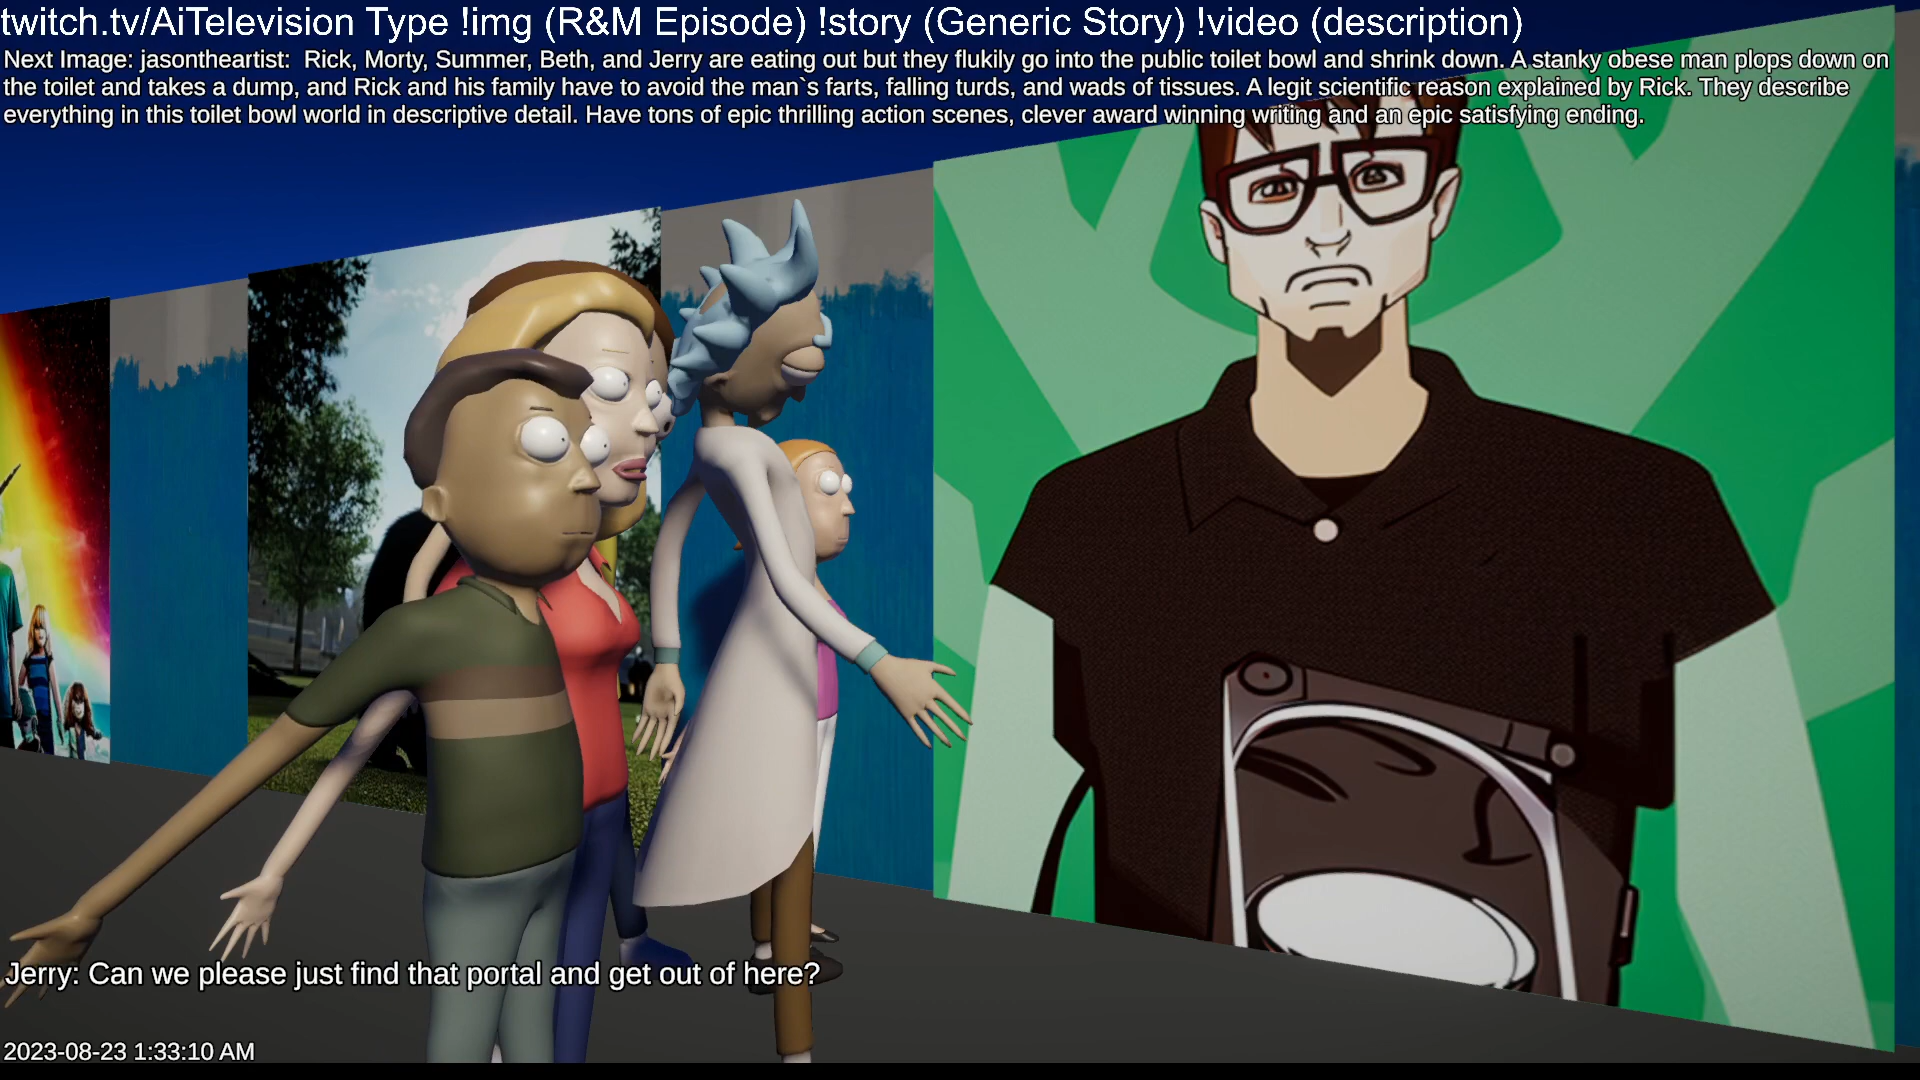 twitch.tv/AiTelevision Type !img (R&M Episode) !story (Generic Story) !video (description)
Next Image: jasontheartist:  Rick, Morty, Summer, Beth, and Jerry are eating out but they flukily go into the public toilet bowl and shrink down. A stanky obese man plops down on
the toilet and takes a dump, and Rick and his family have to avoid the man`s farts, falling turds, and wads of tissues. A legit scientific reason explained by Rick. They describe
everything in this toilet bowl world in descriptive detail. Have tons of epic thrilling action scenes, clever award winning writing and an epic satisfying ending.
Jerry: Can we please just find that portal and get out of here?
2023-08-23 1:33:10 AM